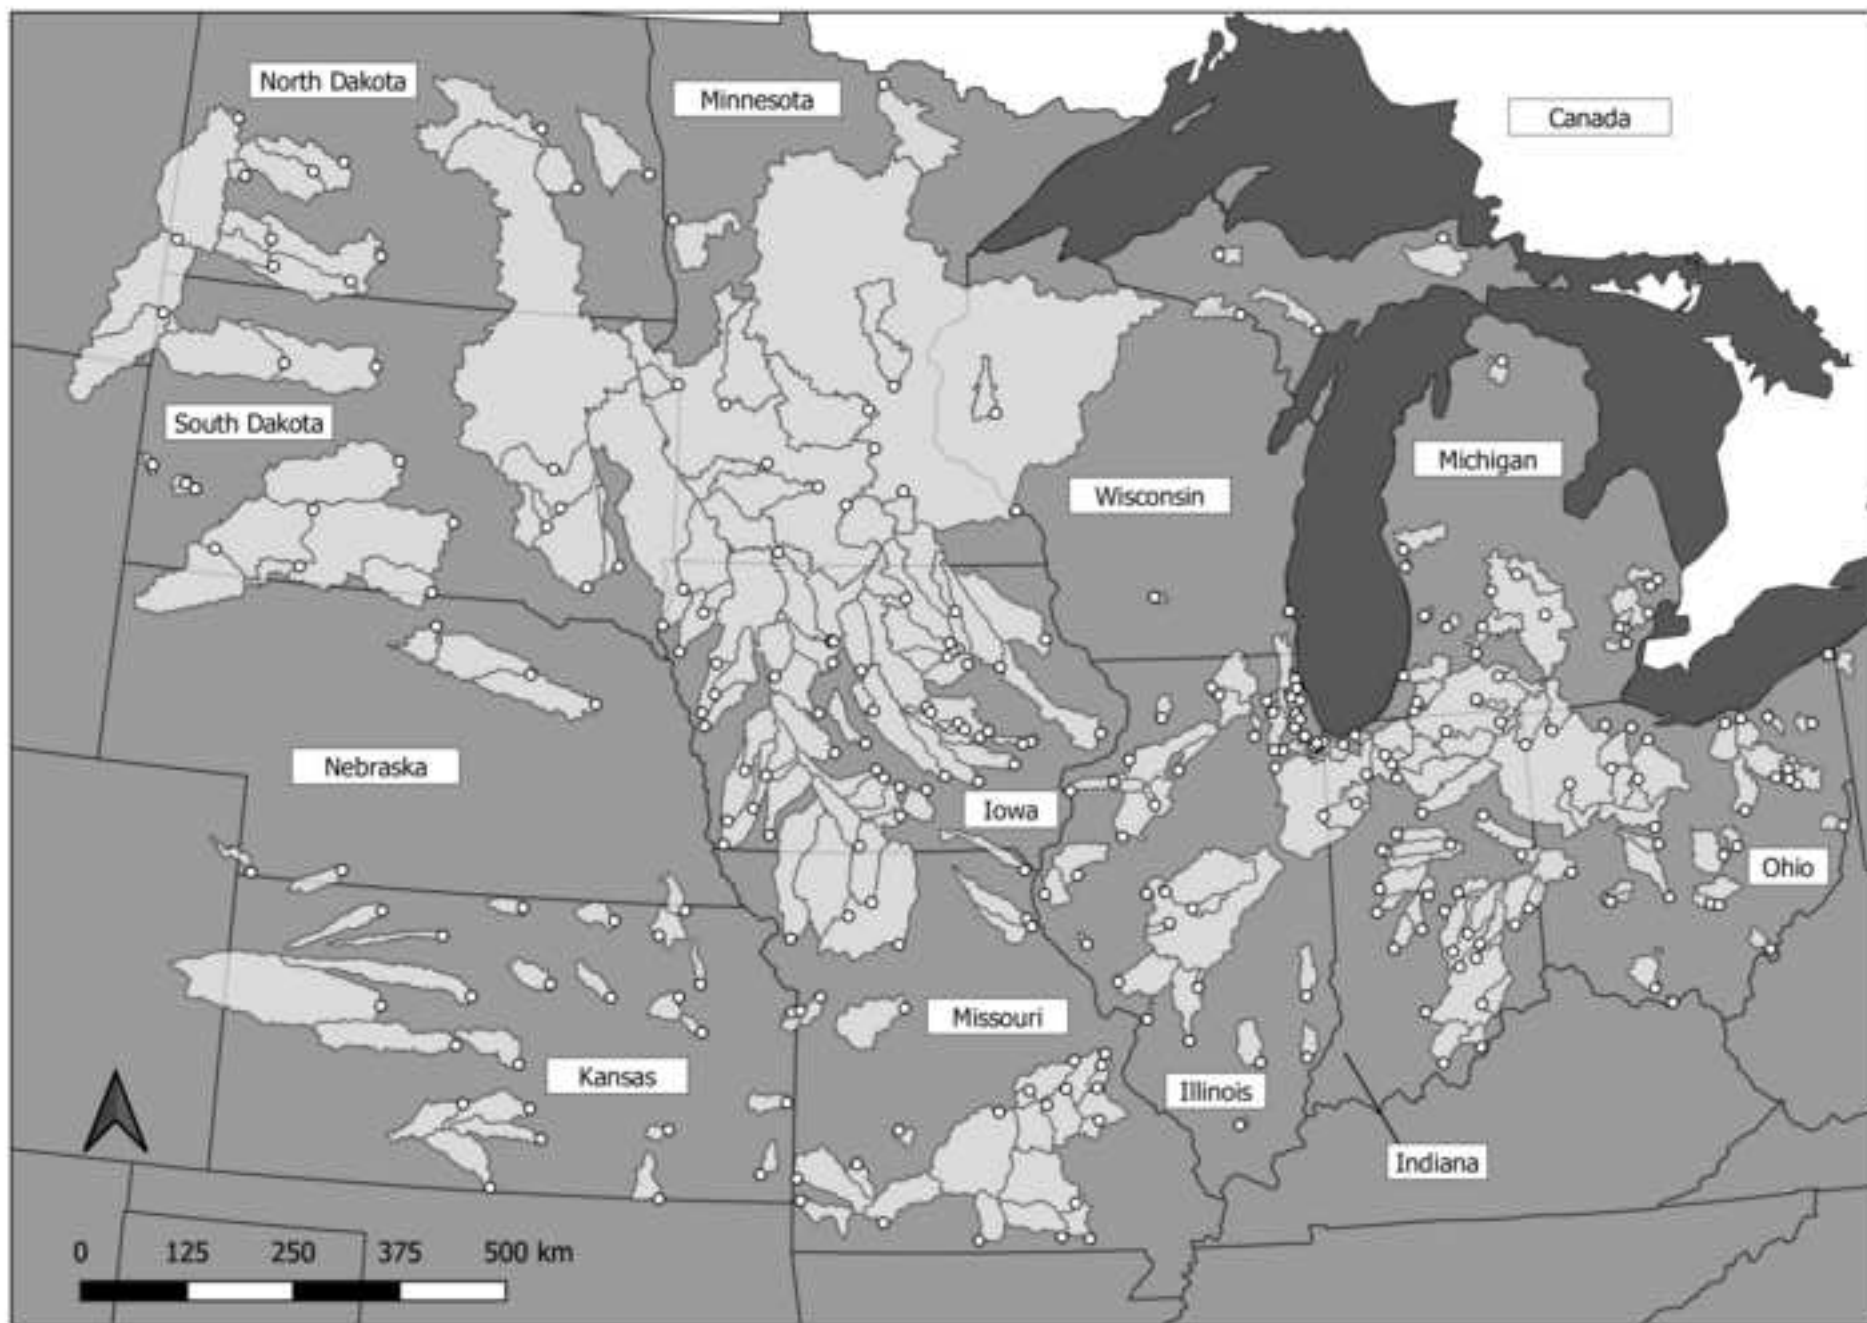 North Dakota
Minnesota
Canada
South Dakota
Michigan
Wisconsin
Nebraska
Iowa
Ohio
Missouri
Kansas
Illinois
Indiana
0 125 250 375 500 km